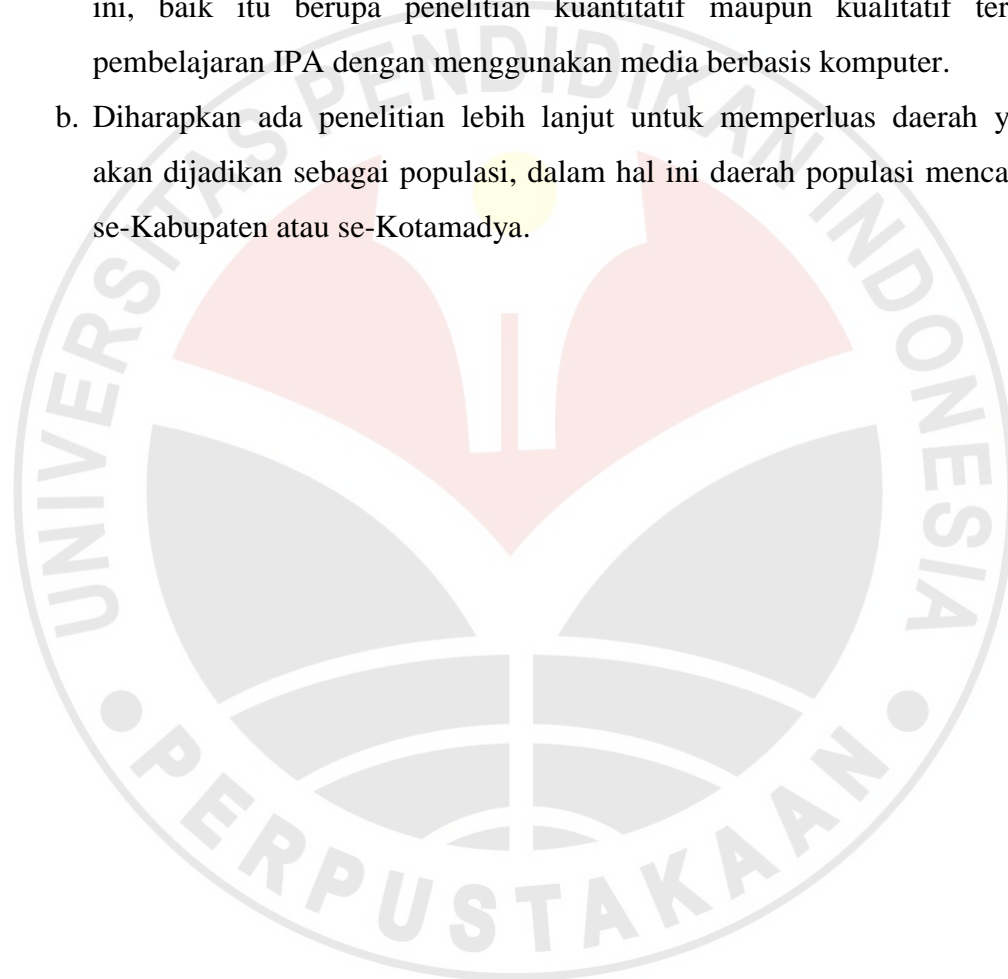 ini, baik itu berupa penelitian kuantitatif maupun kualitatif ter
pembelajaran IPA dengan menggunakan media berbasis komputer.
b. Diharapkan ada penelitian lebih lanjut untuk memperluas daerah y
akan dijadikan sebagai populasi, dalam hal ini daerah populasi menca
se-Kabupaten atau se-Kotamadya.
UNIVERSITAS PENDIDIKAN INDONESIA
PERPUSTAKAAN